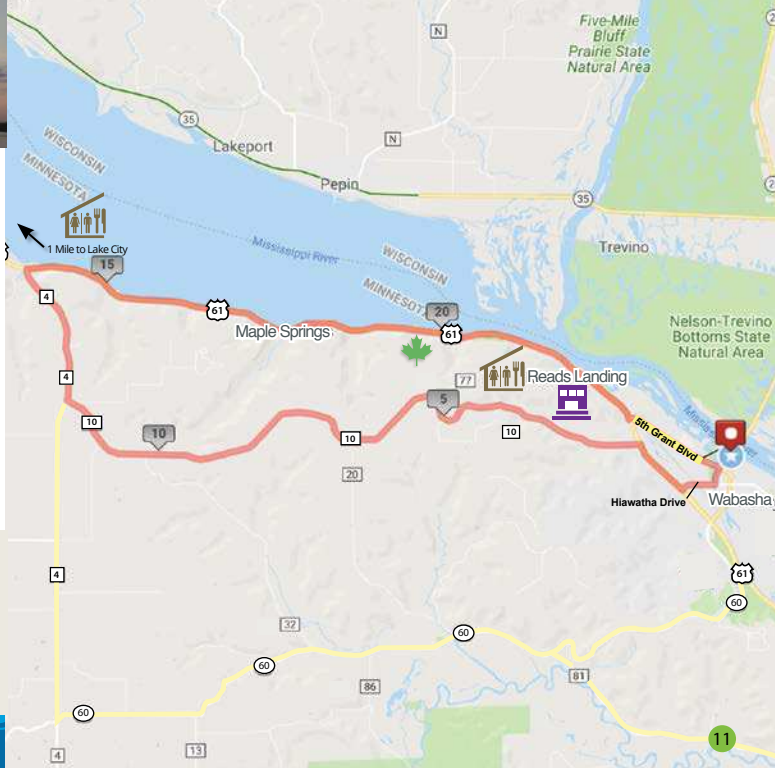 Five-Mile
Bluff
Prairie State
Natural Area
N
35
Lakeport
N
WISCONSIN
MINNESOTA
Pepin
35
1 Mile to Lake City
15
Mississippi River
WISCONSIN
MINNESOT
Trevino
4
61
Maple Springs
20
61
Nelson-Trevino
Bottoms State
Natural Area
4
77
Reads Landing
5
10
10
10
10
20
5th Grant Blvd
Mississi
Hiawatha Drive
Wabasha
4
61
60
32
60
60
81
86
60
4
13
11